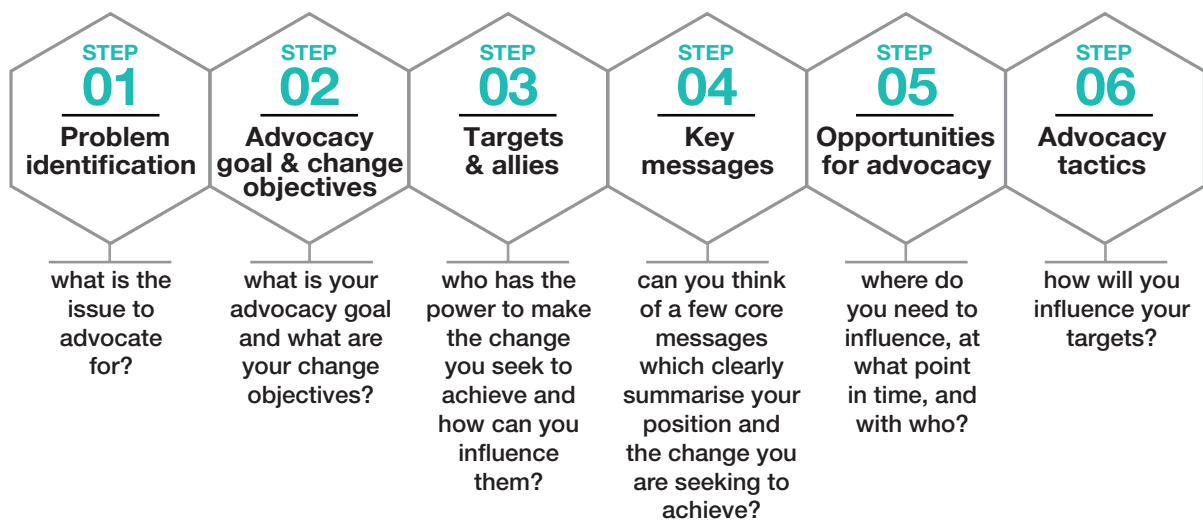 STEP
01
Problem
identification
what is the
issue to
advocate
for?
STEP
02
Advocacy
goal & change
objectives
what is your
advocacy goal
and what are
your change
objectives?
STEP
03
Targets
& allies
who has the
power to make
the change
you seek to
achieve and
how can you
influence
them?
STEP
04
Key
messages
can you think
of a few core
messages
which clearly
summarise your
position and
the change you
are seeking to
achieve?
STEP
05
Opportunities
for advocacy
where do
you need to
influence, at
what point
in time, and
with who?
STEP
06
Advocacy
tactics
how will you
influence your
targets?